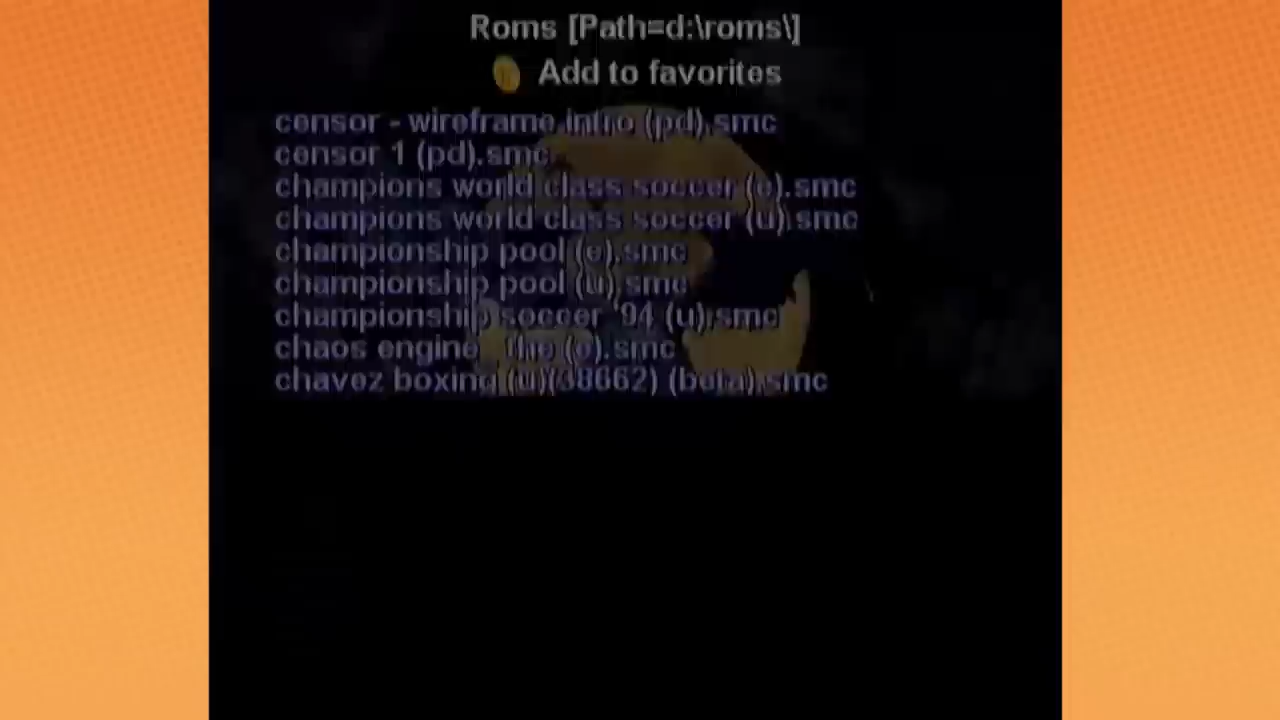 Roms [Path=d:\roms\]
Add to favorites
censor - wireframe intro (pd).smc
censor 1 (pd).smc
champions world class soccer (e).smc
champions world class soccer (u).smc
championship pool (e).smc
championship pool (u).smc
championship soccer '94 (u).smc
chaos engine, the (e).smc
chavez boxing (u)(38662) (beta).smc